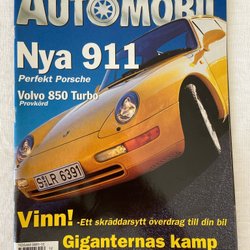 AUTOMOBIL
Nya 911
Perfekt Porsche
Volvo 850 Turbo
Provkörd
S LR 6391
Vinn! -Ett skräddarsytt överdrag till din bil
Giganternas kamp